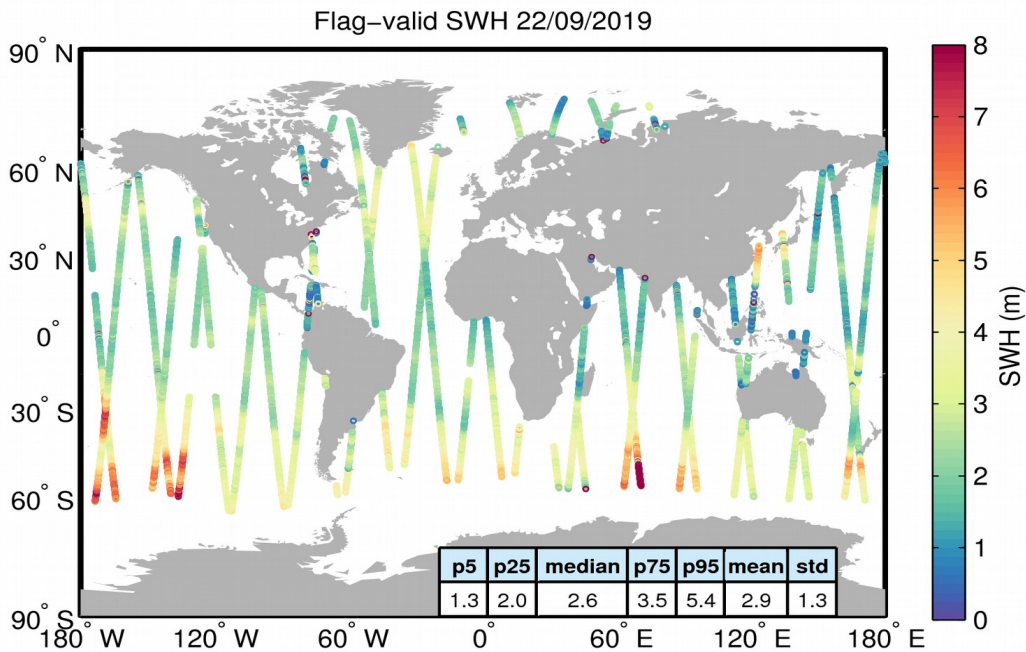 Flag−valid SWH 22/09/2019
90° N
60° N
30° N
0°
30° S
60° S
90° S
180° W
120° W
60° W
0°
60° E
120° E
180° E
p5 p25 median p75 p95 mean std
1.3 2.0 2.6 3.5 5.4 2.9 1.3
8
7
6
5
4
3
2
1
0
SWH (m)